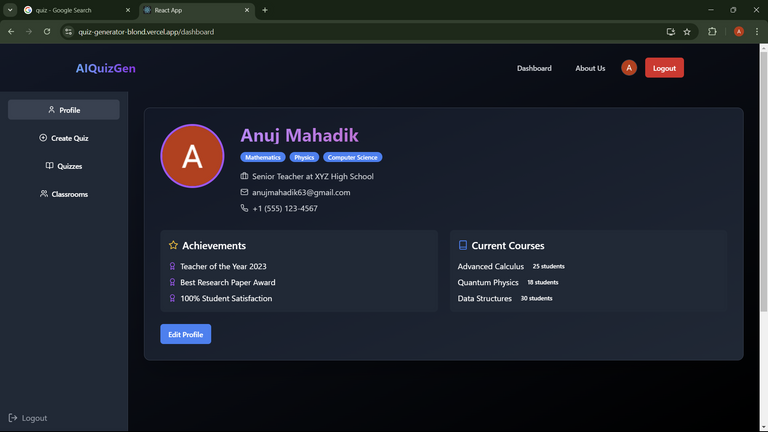 quiz - Google Search
React App
quiz-generator-blond.vercel.app/dashboard
A
AIQuizGen
Dashboard
About Us
A
Logout
Profile
Create Quiz
Quizzes
Classrooms
Logout
A
Anuj Mahadik
Mathematics Physics Computer Science
Senior Teacher at XYZ High School
anujmahadik63@gmail.com
+1 (555) 123-4567
Achievements
Teacher of the Year 2023
Best Research Paper Award
100% Student Satisfaction
Current Courses
Advanced Calculus 25 students
Quantum Physics 18 students
Data Structures 30 students
Edit Profile